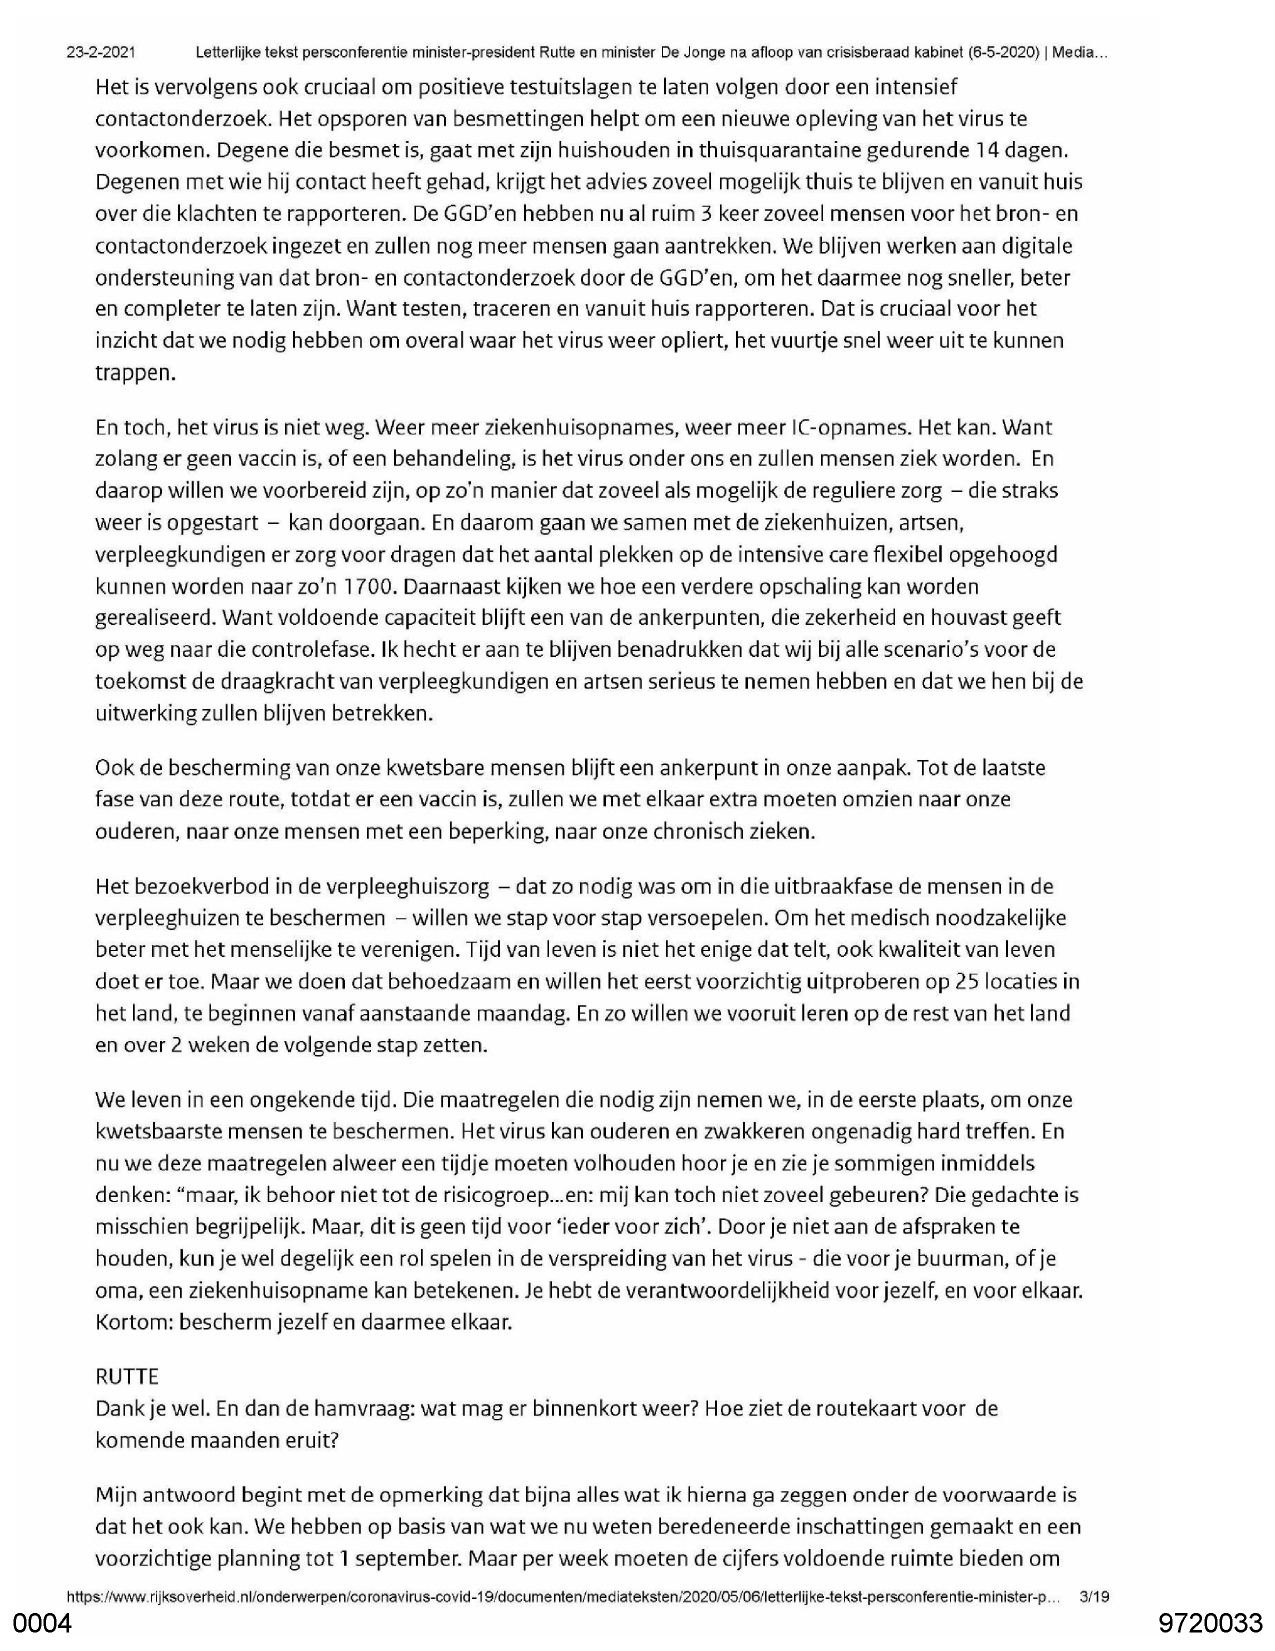 23-2-2021 Letterlijke tekst persconferentie minister-president Rutte en minister De Jonge na afloop van crisisberaad kabinet (6-5-2020) | Media...
Het is vervolgens ook cruciaal om positieve testuitslagen te laten volgen door een intensief
contactonderzoek. Het opsporen van besmettingen helpt om een nieuwe opleving van het virus te
voorkomen. Degene die besmet is, gaat met zijn huishouden in thuisquarantaine gedurende 14 dagen.
Degenen met wie hij contact heeft gehad, krijgt het advies zoveel mogelijk thuis te blijven en vanuit huis
over die klachten te rapporteren. De GGD'en hebben nu al ruim 3 keer zoveel mensen voor het bron- en
contactonderzoek ingezet en zullen nog meer mensen gaan aantrekken. We blijven werken aan digitale
ondersteuning van dat bron- en contactonderzoek door de GGD'en, om het daarmee nog sneller, beter
en completer te laten zijn. Want testen, traceren en vanuit huis rapporteren. Dat is cruciaal voor het
inzicht dat we nodig hebben om overal waar het virus weer opliert, het vuurtje snel weer uit te kunnen
trappen.
En toch, het virus is niet weg. Weer meer ziekenhuisopnames, weer meer IC-opnames. Het kan. Want
zolang er geen vaccin is, of een behandeling, is het virus onder ons en zullen mensen ziek worden. En
daarop willen we voorbereid zijn, op zo'n manier dat zoveel als mogelijk de reguliere zorg – die straks
weer is opgestart – kan doorgaan. En daarom gaan we samen met de ziekenhuizen, artsen,
verpleegkundigen er zorg voor dragen dat het aantal plekken op de intensive care flexibel opgehoogd
kunnen worden naar zo'n 1700. Daarnaast kijken we hoe een verdere opschaling kan worden
gerealiseerd. Want voldoende capaciteit blijft een van de ankerpunten, die zekerheid en houvast geeft
op weg naar die controlefase. Ik hecht er aan te blijven benadrukken dat wij bij alle scenario's voor de
toekomst de draagkracht van verpleegkundigen en artsen serieus te nemen hebben en dat we hen bij de
uitwerking zullen blijven betrekken.
Ook de bescherming van onze kwetsbare mensen blijft een ankerpunt in onze aanpak. Tot de laatste
fase van deze route, totdat er een vaccin is, zullen we met elkaar extra moeten omzien naar onze
ouderen, naar onze mensen met een beperking, naar onze chronisch zieken.
Het bezoekverbod in de verpleeghuiszorg – dat zo nodig was om in die uitbraakfase de mensen in de
verpleeghuizen te beschermen – willen we stap voor stap versoepelen. Om het medisch noodzakelijke
beter met het menselijke te verenigen. Tijd van leven is niet het enige dat telt, ook kwaliteit van leven
doet er toe. Maar we doen dat behoedzaam en willen het eerst voorzichtig uitproberen op 25 locaties in
het land, te beginnen vanaf aanstaande maandag. En zo willen we vooruit leren op de rest van het land
en over 2 weken de volgende stap zetten.
We leven in een ongekende tijd. Die maatregelen die nodig zijn nemen we, in de eerste plaats, om onze
kwetsbaarste mensen te beschermen. Het virus kan ouderen en zwakkeren ongenadig hard treffen. En
nu we deze maatregelen alweer een tijdje moeten volhouden hoor je en zie je sommigen inmiddels
denken: “maar, ik behoor niet tot de risicogroep...en: mij kan toch niet zoveel gebeuren? Die gedachte is
misschien begrijpelijk. Maar, dit is geen tijd voor ‘ieder voor zich’. Door je niet aan de afspraken te
houden, kun je wel degelijk een rol spelen in de verspreiding van het virus - die voor je buurman, of je
oma, een ziekenhuisopname kan betekenen. Je hebt de verantwoordelijkheid voor jezelf, en voor elkaar.
Kortom: bescherm jezelf en daarmee elkaar.
RUTTE
Dank je wel. En dan de hamvraag: wat mag er binnenkort weer? Hoe ziet de routekaart voor de
komende maanden eruit?
Mijn antwoord begint met de opmerking dat bijna alles wat ik hierna ga zeggen onder de voorwaarde is
dat het ook kan. We hebben op basis van wat we nu weten beredeneerde inschattingen gemaakt en een
voorzichtige planning tot 1 september. Maar per week moeten de cijfers voldoende ruimte bieden om
https://www.rijksoverheid.nl/onderwerpen/coronavirus-covid-19/documenten/mediateksten/2020/05/06/letterlijke-tekst-persconferentie-minister-p... 3/19
0004 9720033